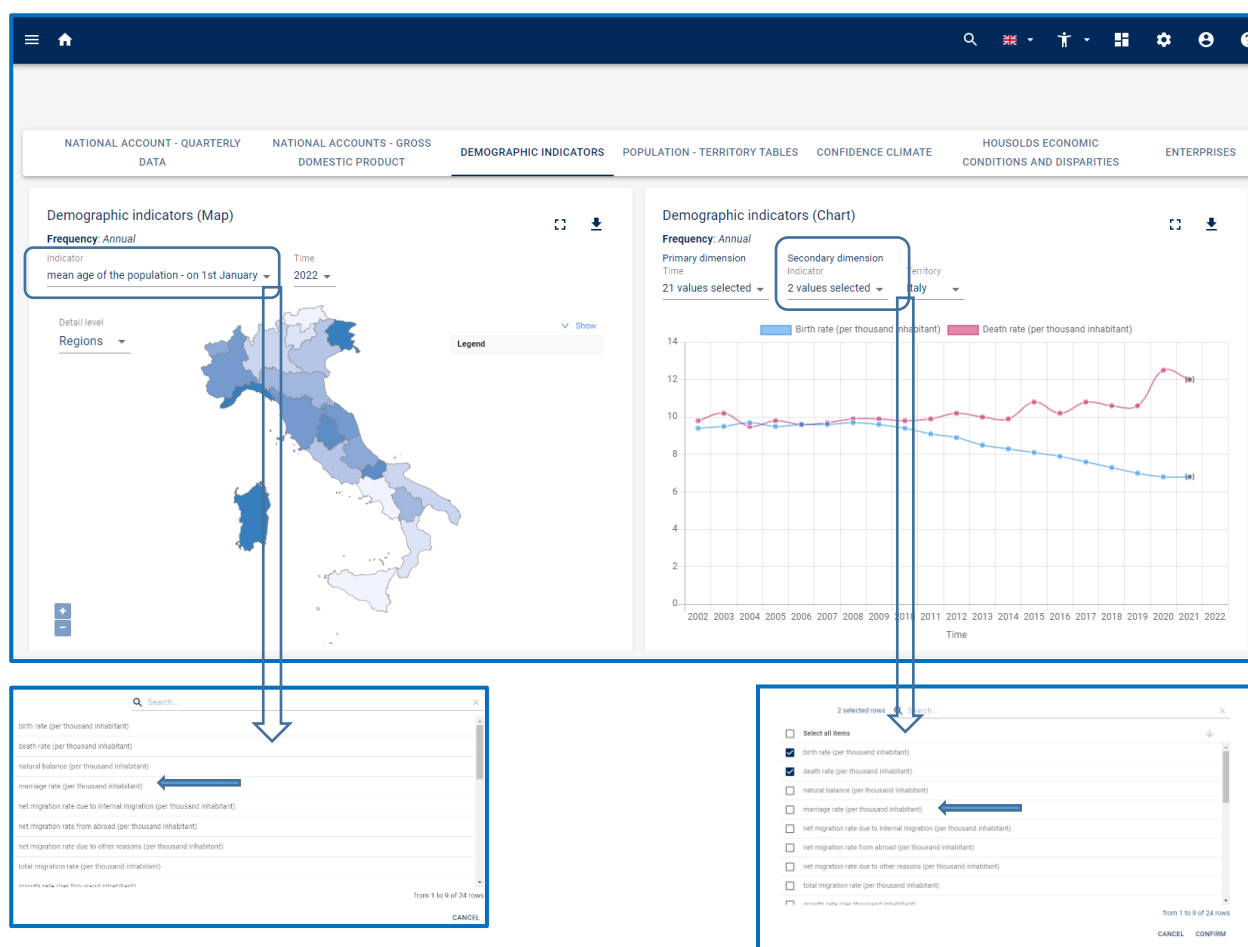 NATIONAL ACCOUNT - QUARTERLY
DATA
NATIONAL ACCOUNTS - GROSS
DOMESTIC PRODUCT
DEMOGRAPHIC INDICATORS
POPULATION - TERRITORY TABLES
CONFIDENCE CLIMATE
HOUSOLDS ECONOMIC
CONDITIONS AND DISPARITIES
ENTERPRISES
Demographic indicators (Map)
Frequency: Annual
Indicator
mean age of the population - on 1st January
Time
2022
Detail level
Regions
Show
Legend
+
-
Demographic indicators (Chart)
Frequency: Annual
Primary dimension
Time
21 values selected
Secondary dimension
Indicator
2 values selected
Territory
Italy
Birth rate (per thousand inhabitant)
Death rate (per thousand inhabitant)
14
12
10
8
6
4
2
0
(e)
(e)
2002 2003 2004 2005 2006 2007 2008 2009 2010 2011 2012 2013 2014 2015 2016 2017 2018 2019 2020 2021 2022
Time
Search...
birth rate (per thousand inhabitant)
death rate (per thousand inhabitant)
natural balance (per thousand inhabitant)
marriage rate (per thousand inhabitant)
net migration rate due to internal migration (per thousand inhabitant)
net migration rate from abroad (per thousand inhabitant)
net migration rate due to other reasons (per thousand inhabitant)
total migration rate (per thousand inhabitant)
growth rate (per thousand inhabitant)
from 1 to 9 of 24 rows
CANCEL
2 selected rows
Search...
Select all items
birth rate (per thousand inhabitant)
death rate (per thousand inhabitant)
natural balance (per thousand inhabitant)
marriage rate (per thousand inhabitant)
net migration rate due to internal migration (per thousand inhabitant)
net migration rate from abroad (per thousand inhabitant)
net migration rate due to other reasons (per thousand inhabitant)
total migration rate (per thousand inhabitant)
growth rate (per thousand inhabitant)
from 1 to 9 of 24 rows
CANCEL CONFIRM